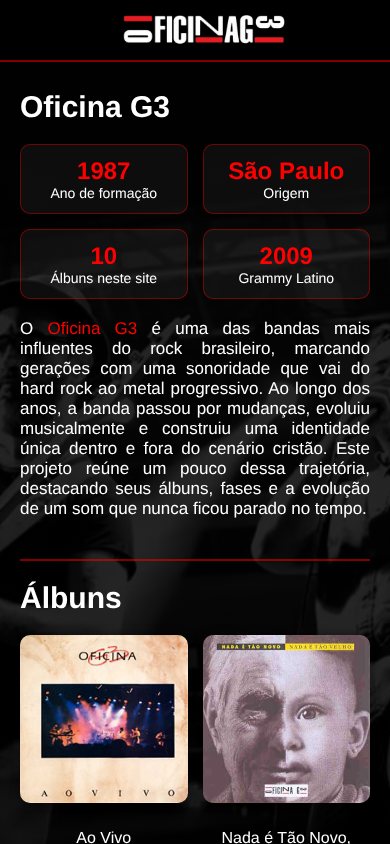 OFICINAG3
Oficina G3
1987
Ano de formação
São Paulo
Origem
10
Álbuns neste site
2009
Grammy Latino
O Oficina G3 é uma das bandas mais
influentes do rock brasileiro, marcando
gerações com uma sonoridade que vai do
hard rock ao metal progressivo. Ao longo dos
anos, a banda passou por mudanças, evoluiu
musicalmente e construiu uma identidade
única dentro e fora do cenário cristão. Este
projeto reúne um pouco dessa trajetória,
destacando seus álbuns, fases e a evolução
de um som que nunca ficou parado no tempo.
Álbuns
OFICINA
G3
AO VIVO
NADA É TÃO NOVO NADA É TÃO VELHO
OFICINA G3
Ao Vivo
Nada é Tão Novo,